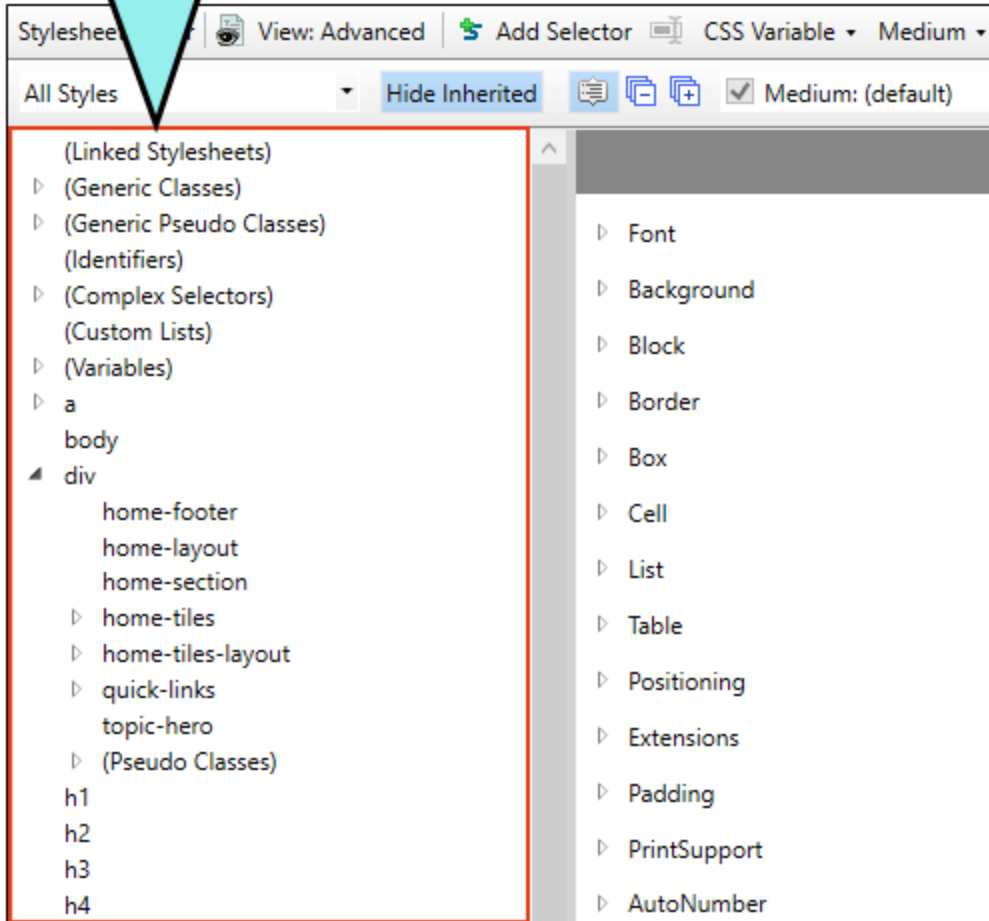 Styleshee View: Advanced Add Selector CSS Variable Medium
All Styles Hide Inherited Medium: (default)
(Linked Stylesheets)
(Generic Classes)
(Generic Pseudo Classes)
(Identifiers)
(Complex Selectors)
(Custom Lists)
(Variables)
a
body
div
home-footer
home-layout
home-section
home-tiles
home-tiles-layout
quick-links
topic-hero
(Pseudo Classes)
h1
h2
h3
h4
Font
Background
Block
Border
Box
Cell
List
Table
Positioning
Extensions
Padding
PrintSupport
AutoNumber